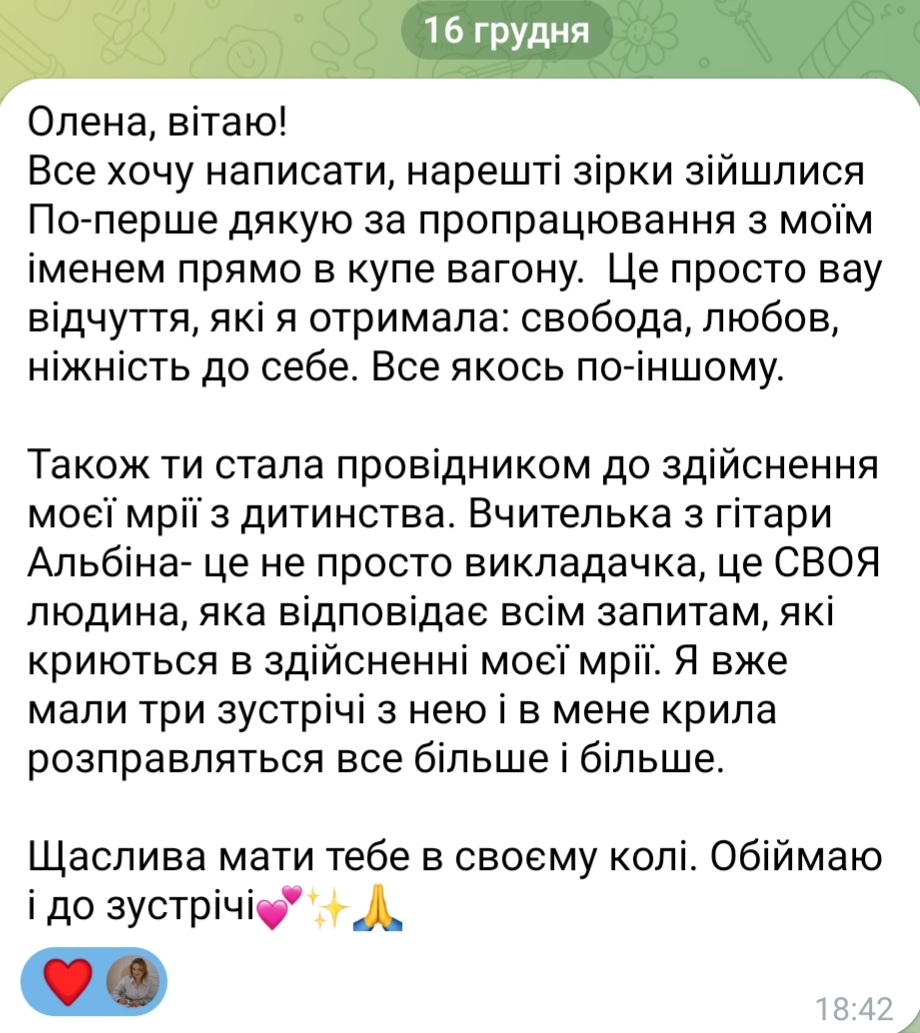 16 грудня
Олена, вітаю!
Все хочу написати, нарешті зірки зійшлися
По-перше дякую за пропрацювання з моїм
іменем прямо в купе вагону.  Це просто вау
відчуття, які я отримала: свобода, любов,
ніжність до себе. Все якось по-іншому.
Також ти стала провідником до здійснення
моєї мрії з дитинства. Вчителька з гітари
Альбіна- це не просто викладачка, це СВОЯ
людина, яка відповідає всім запитам, які
криються в здійсненні моєї мрії. Я вже
мали три зустрічі з нею і в мене крила
розправляться все більше і більше.
Щаслива мати тебе в своєму колі. Обіймаю
і до зустрічі💕✨🙏
18:42